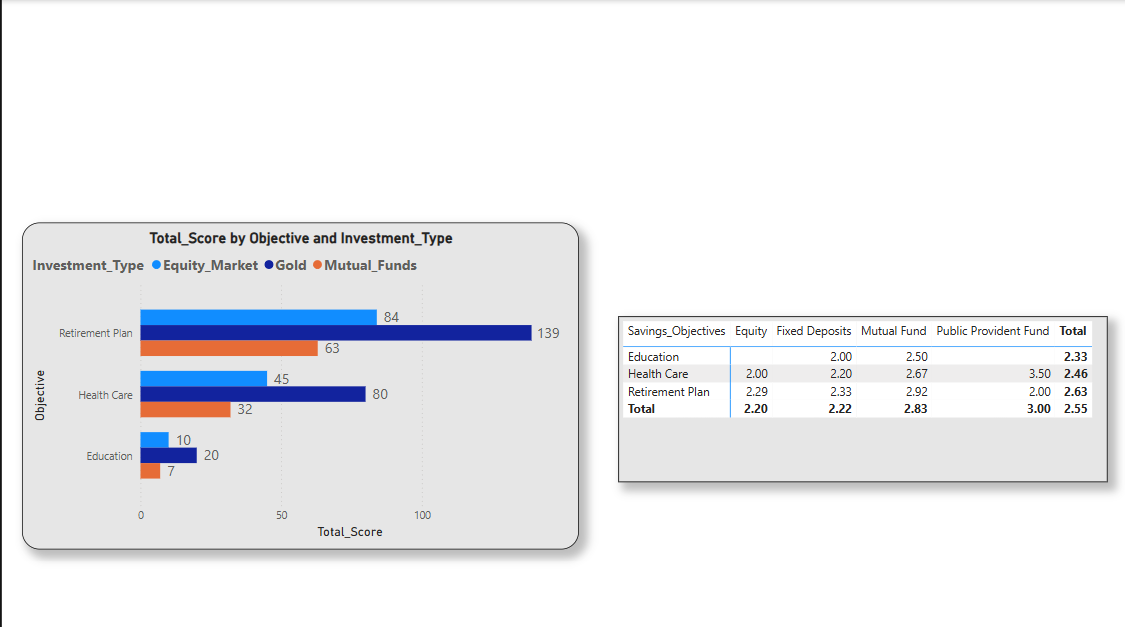 Total_Score by Objective and Investment_Type
Investment_Type Equity_Market Gold Mutual_Funds
Objective
Retirement Plan 84 139 63
Health Care 45 80 32
Education 10 20 7
0 50 100
Total_Score
Savings_Objectives Equity Fixed Deposits Mutual Fund Public Provident Fund Total
Education 2.00 2.50 2.33
Health Care 2.00 2.20 2.67 3.50 2.46
Retirement Plan 2.29 2.33 2.92 2.00 2.63
Total 2.20 2.22 2.83 3.00 2.55